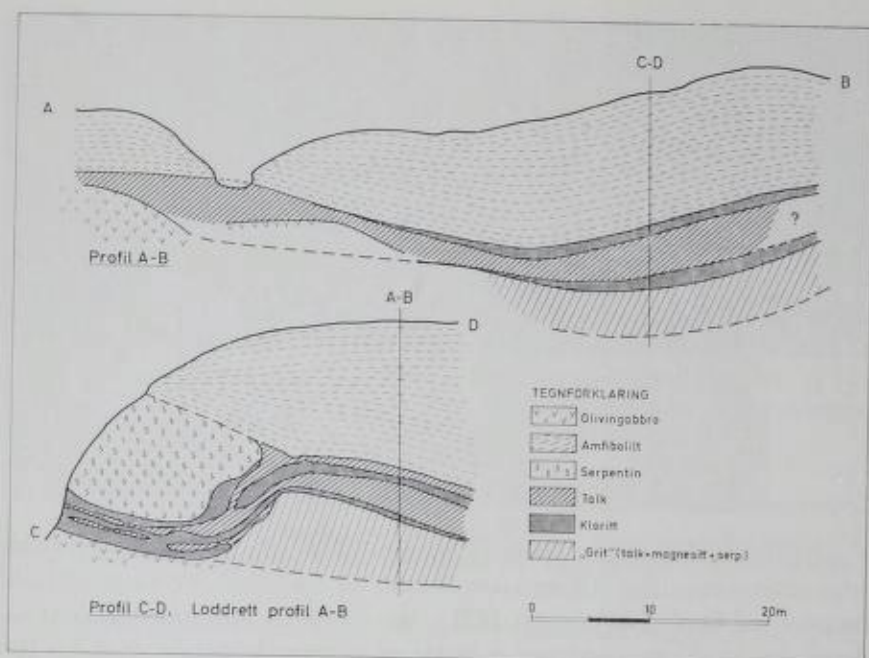 C-D
A
B
?
Profil A-B
A-B
D
C
Profil C-D, Loddrett profil A-B
TEGNFORKLARING
Olivingabbro
Amfibolitt
Serpentin
Talk
Kloritt
„Grit" (talk+magnesitt+serp)
0 10 20m